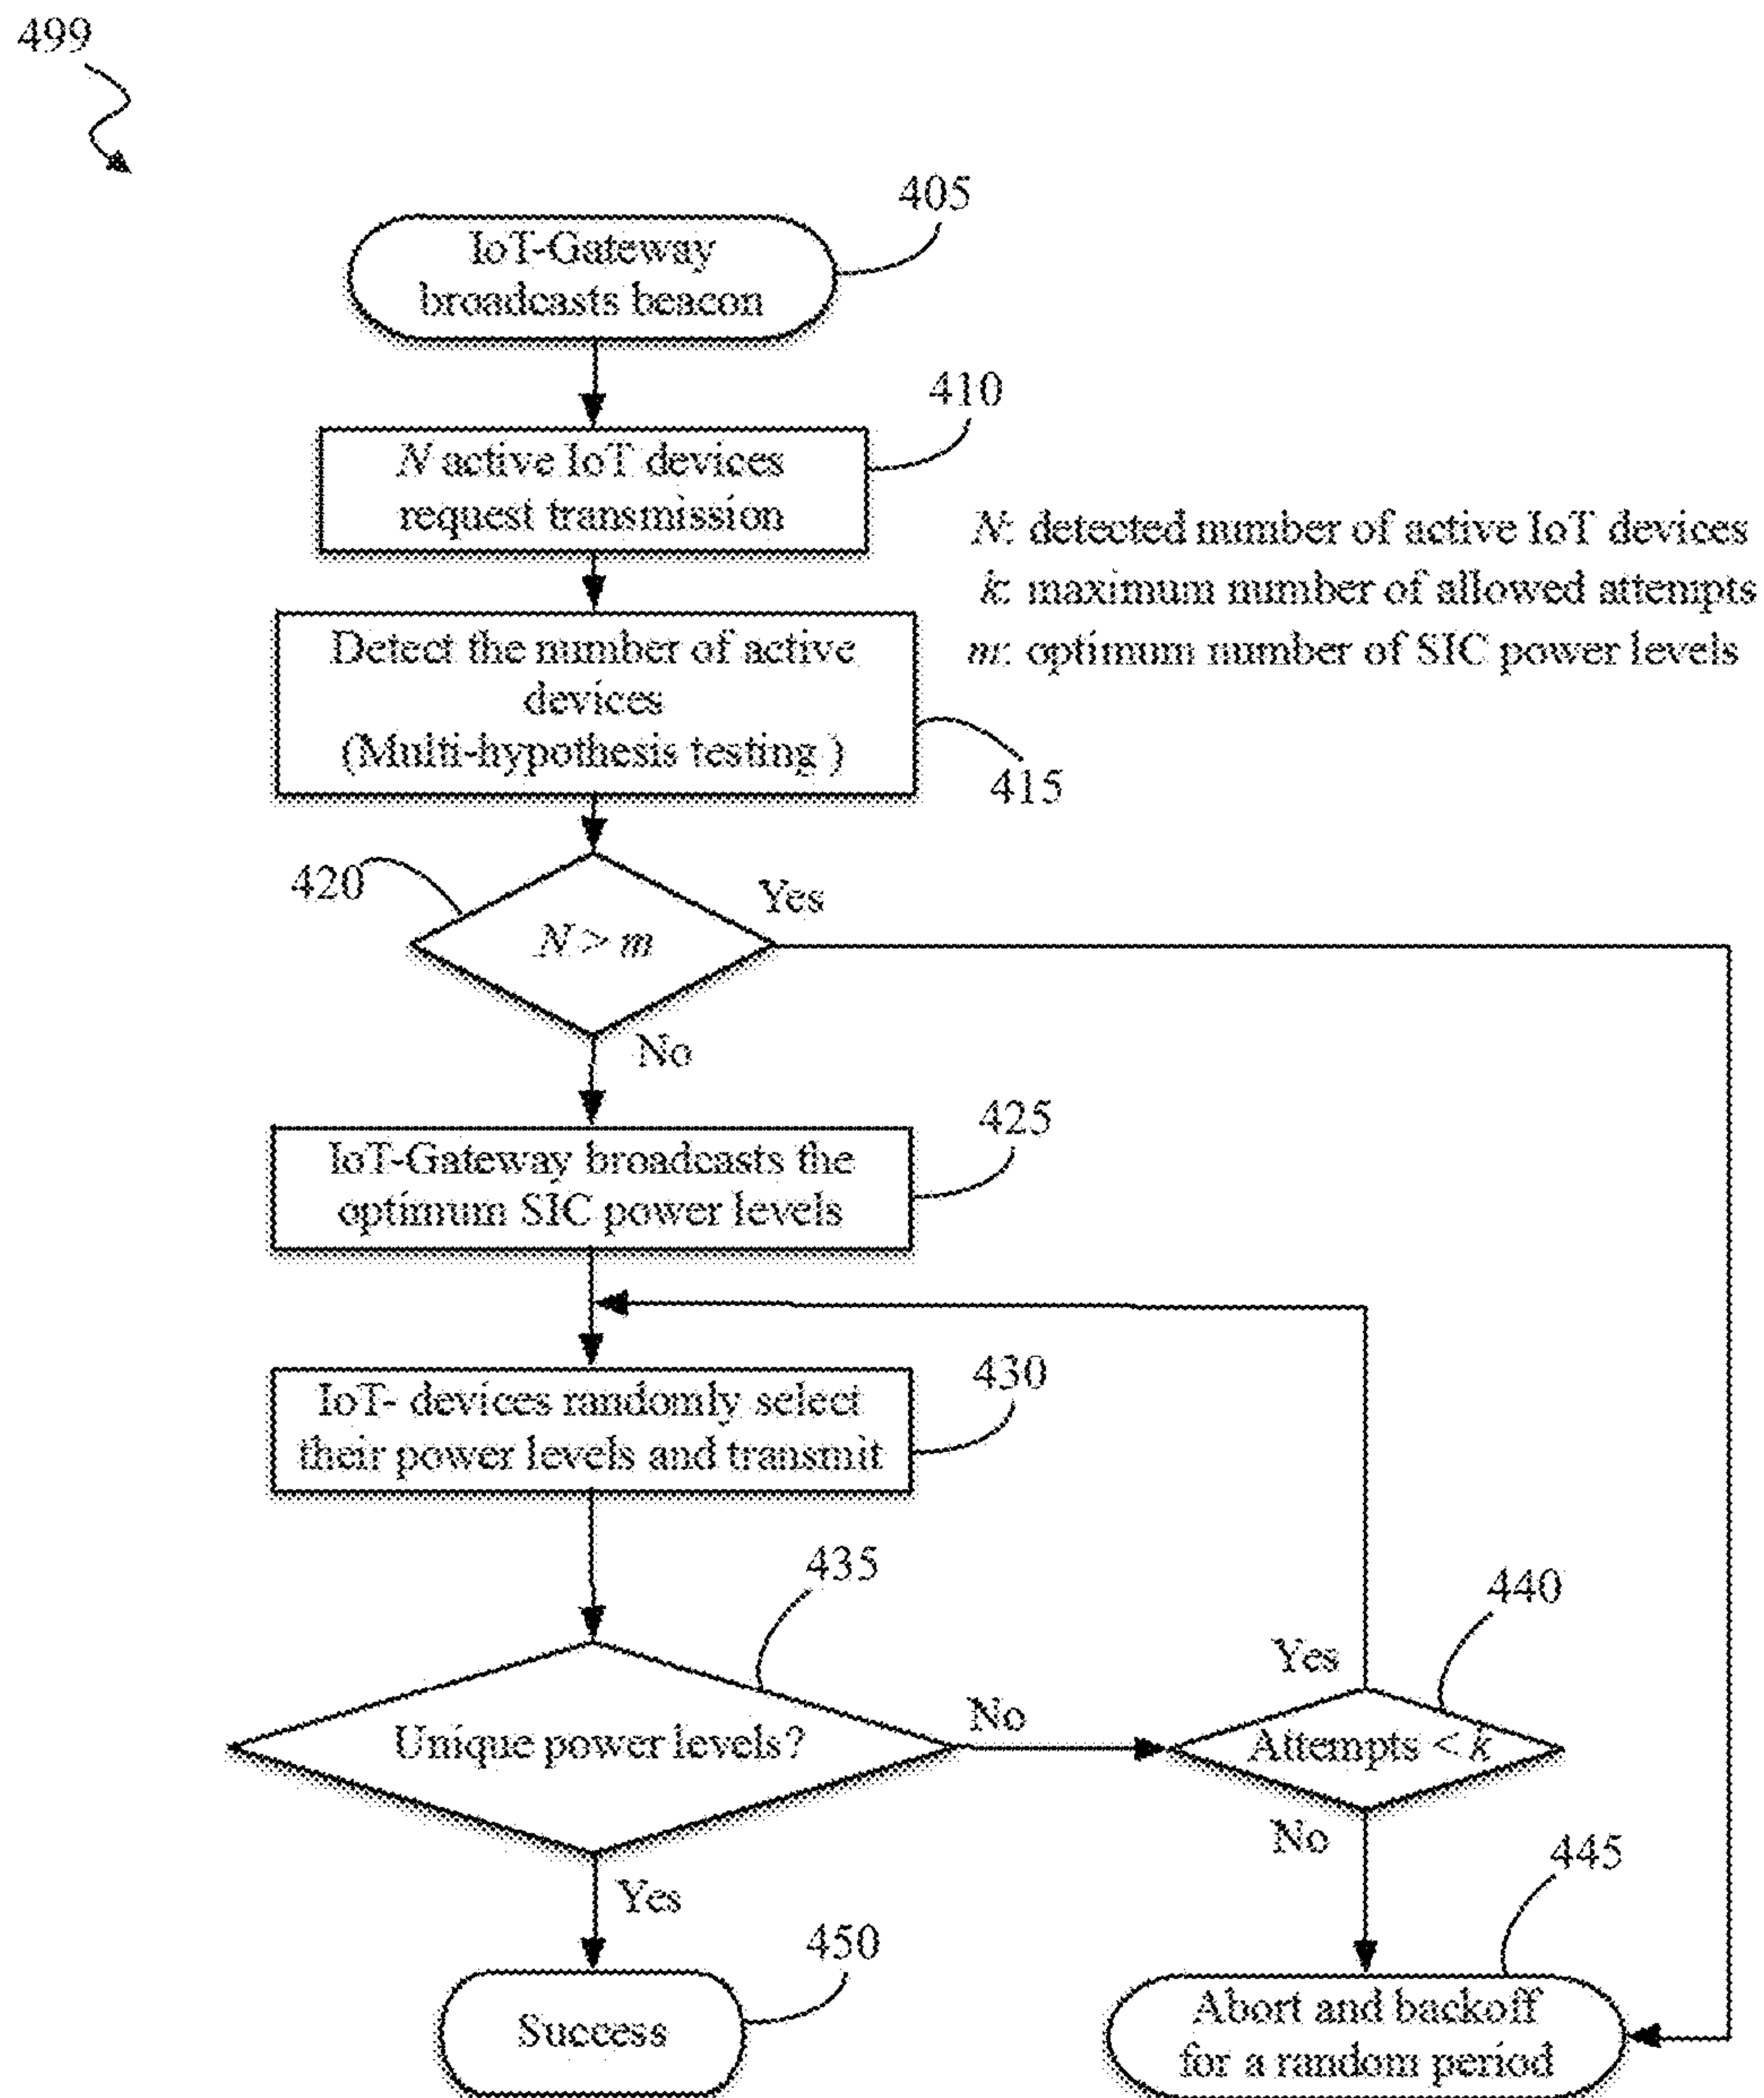 499
405
IoT-Gateway
broadcasts beacon
410
N active IoT devices
request transmission
N: detected number of active IoT devices
k: maximum number of allowed attempts
m: optimum number of SIC power levels
Detect the number of active
devices
(Multi-hypothesis testing )
415
420
Yes
N > m
No
425
IoT-Gateway broadcasts the
optimum SIC power levels
430
IoT- devices randomly select
their power levels and transmit
435
440
Yes
Unique power levels?
No
Attempts < k
No
445
Yes
450
Success
Abort and backoff
for a random period